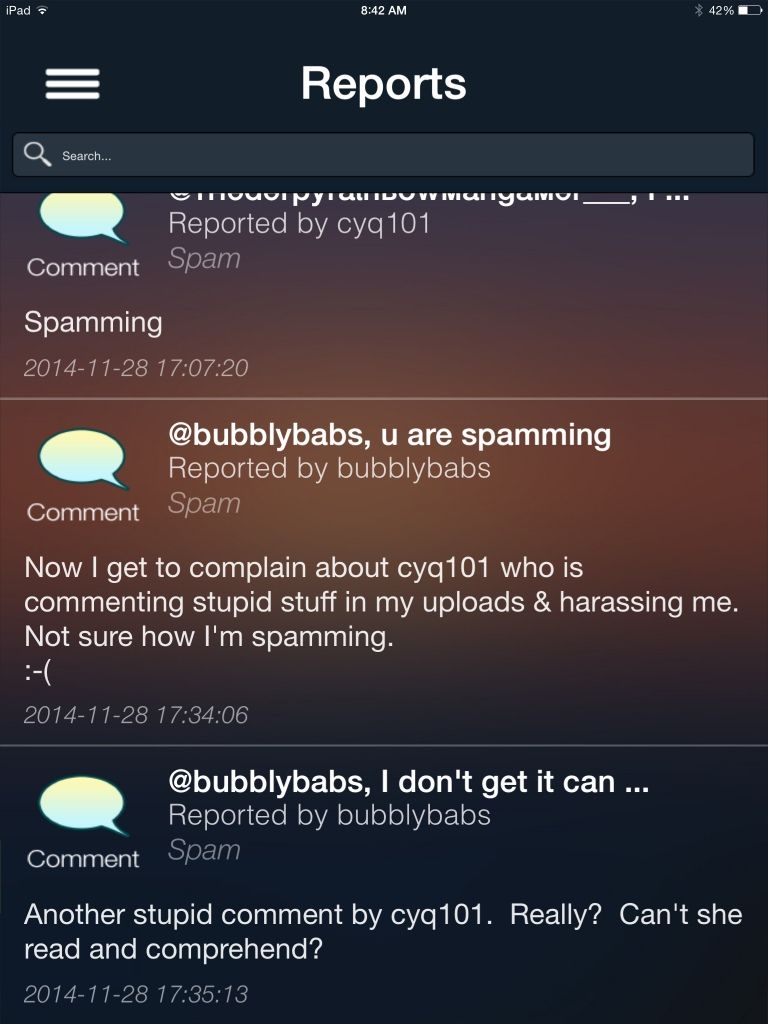 iPad 8:42 AM 42%
Reports
Search...
Reported by cyq101
Spam
Comment
Spamming
2014-11-28 17:07:20
@bubblybabs, u are spamming
Reported by bubblybabs
Spam
Comment
Now I get to complain about cyq101 who is
commenting stupid stuff in my uploads & harassing me.
Not sure how I'm spamming.
:-(
2014-11-28 17:34:06
@bubblybabs, I don't get it can ...
Reported by bubblybabs
Spam
Comment
Another stupid comment by cyq101.  Really?  Can't she
read and comprehend?
2014-11-28 17:35:13